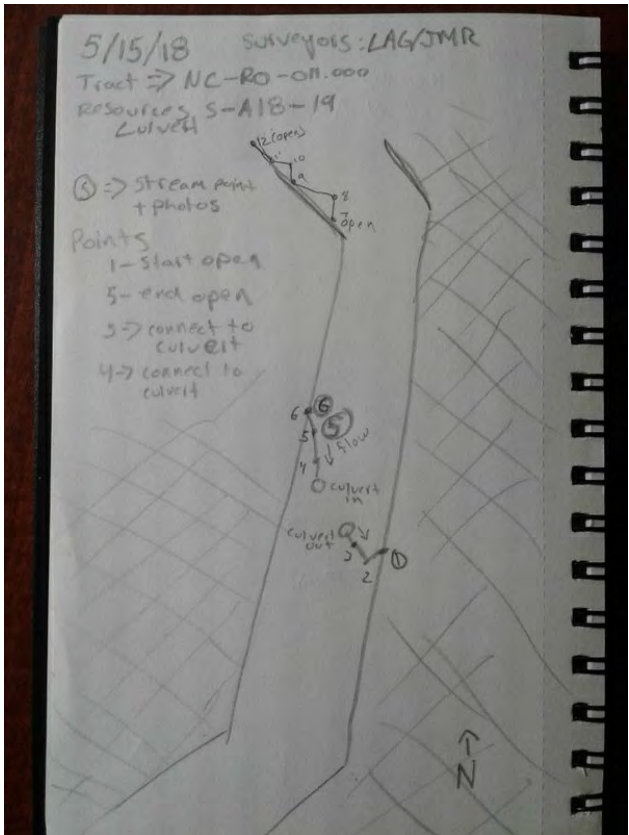 5/15/18 Surveyors: LAG/JMR
Tract => NC-RO-011.000
Resources S-A18-19
Culvert
12 (open)
11
10
9
8
7
open
(S) => stream point
+ photos
Points
1- start open
5- end open
3-> connect to
culvert
4-> connect to
culvert
6 6
5 5
flow
4
culvert
in
culvert
out
3
2
1
N